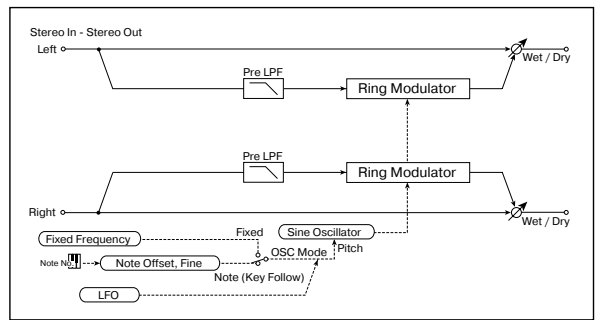 Stereo In - Stereo Out
Left
Wet / Dry
Pre LPF
Ring Modulator
Pre LPF
Ring Modulator
Right
Wet / Dry
Fixed Frequency
Fixed
Sine Oscillator
OSC Mode
Pitch
Note No.
Note Offset, Fine
Note (Key Follow)
LFO